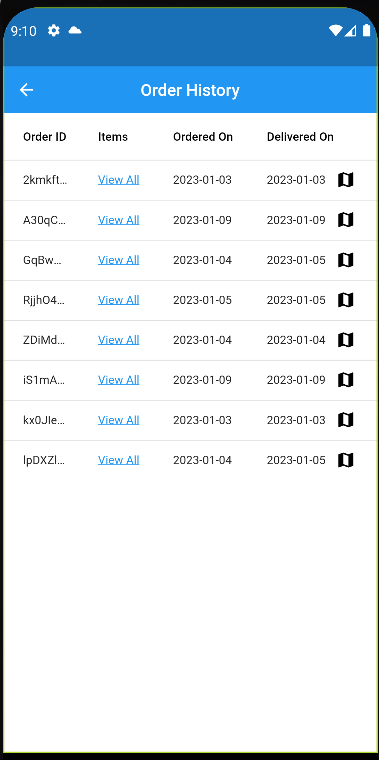 9:10
Order History
Order ID Items Ordered On Delivered On
2kmkft... View All 2023-01-03 2023-01-03
A30qC... View All 2023-01-09 2023-01-09
GqBw... View All 2023-01-04 2023-01-05
RjjhO4... View All 2023-01-05 2023-01-05
ZDiMd... View All 2023-01-04 2023-01-04
iS1mA... View All 2023-01-09 2023-01-09
kx0JIe... View All 2023-01-03 2023-01-03
lpDXZl... View All 2023-01-04 2023-01-05